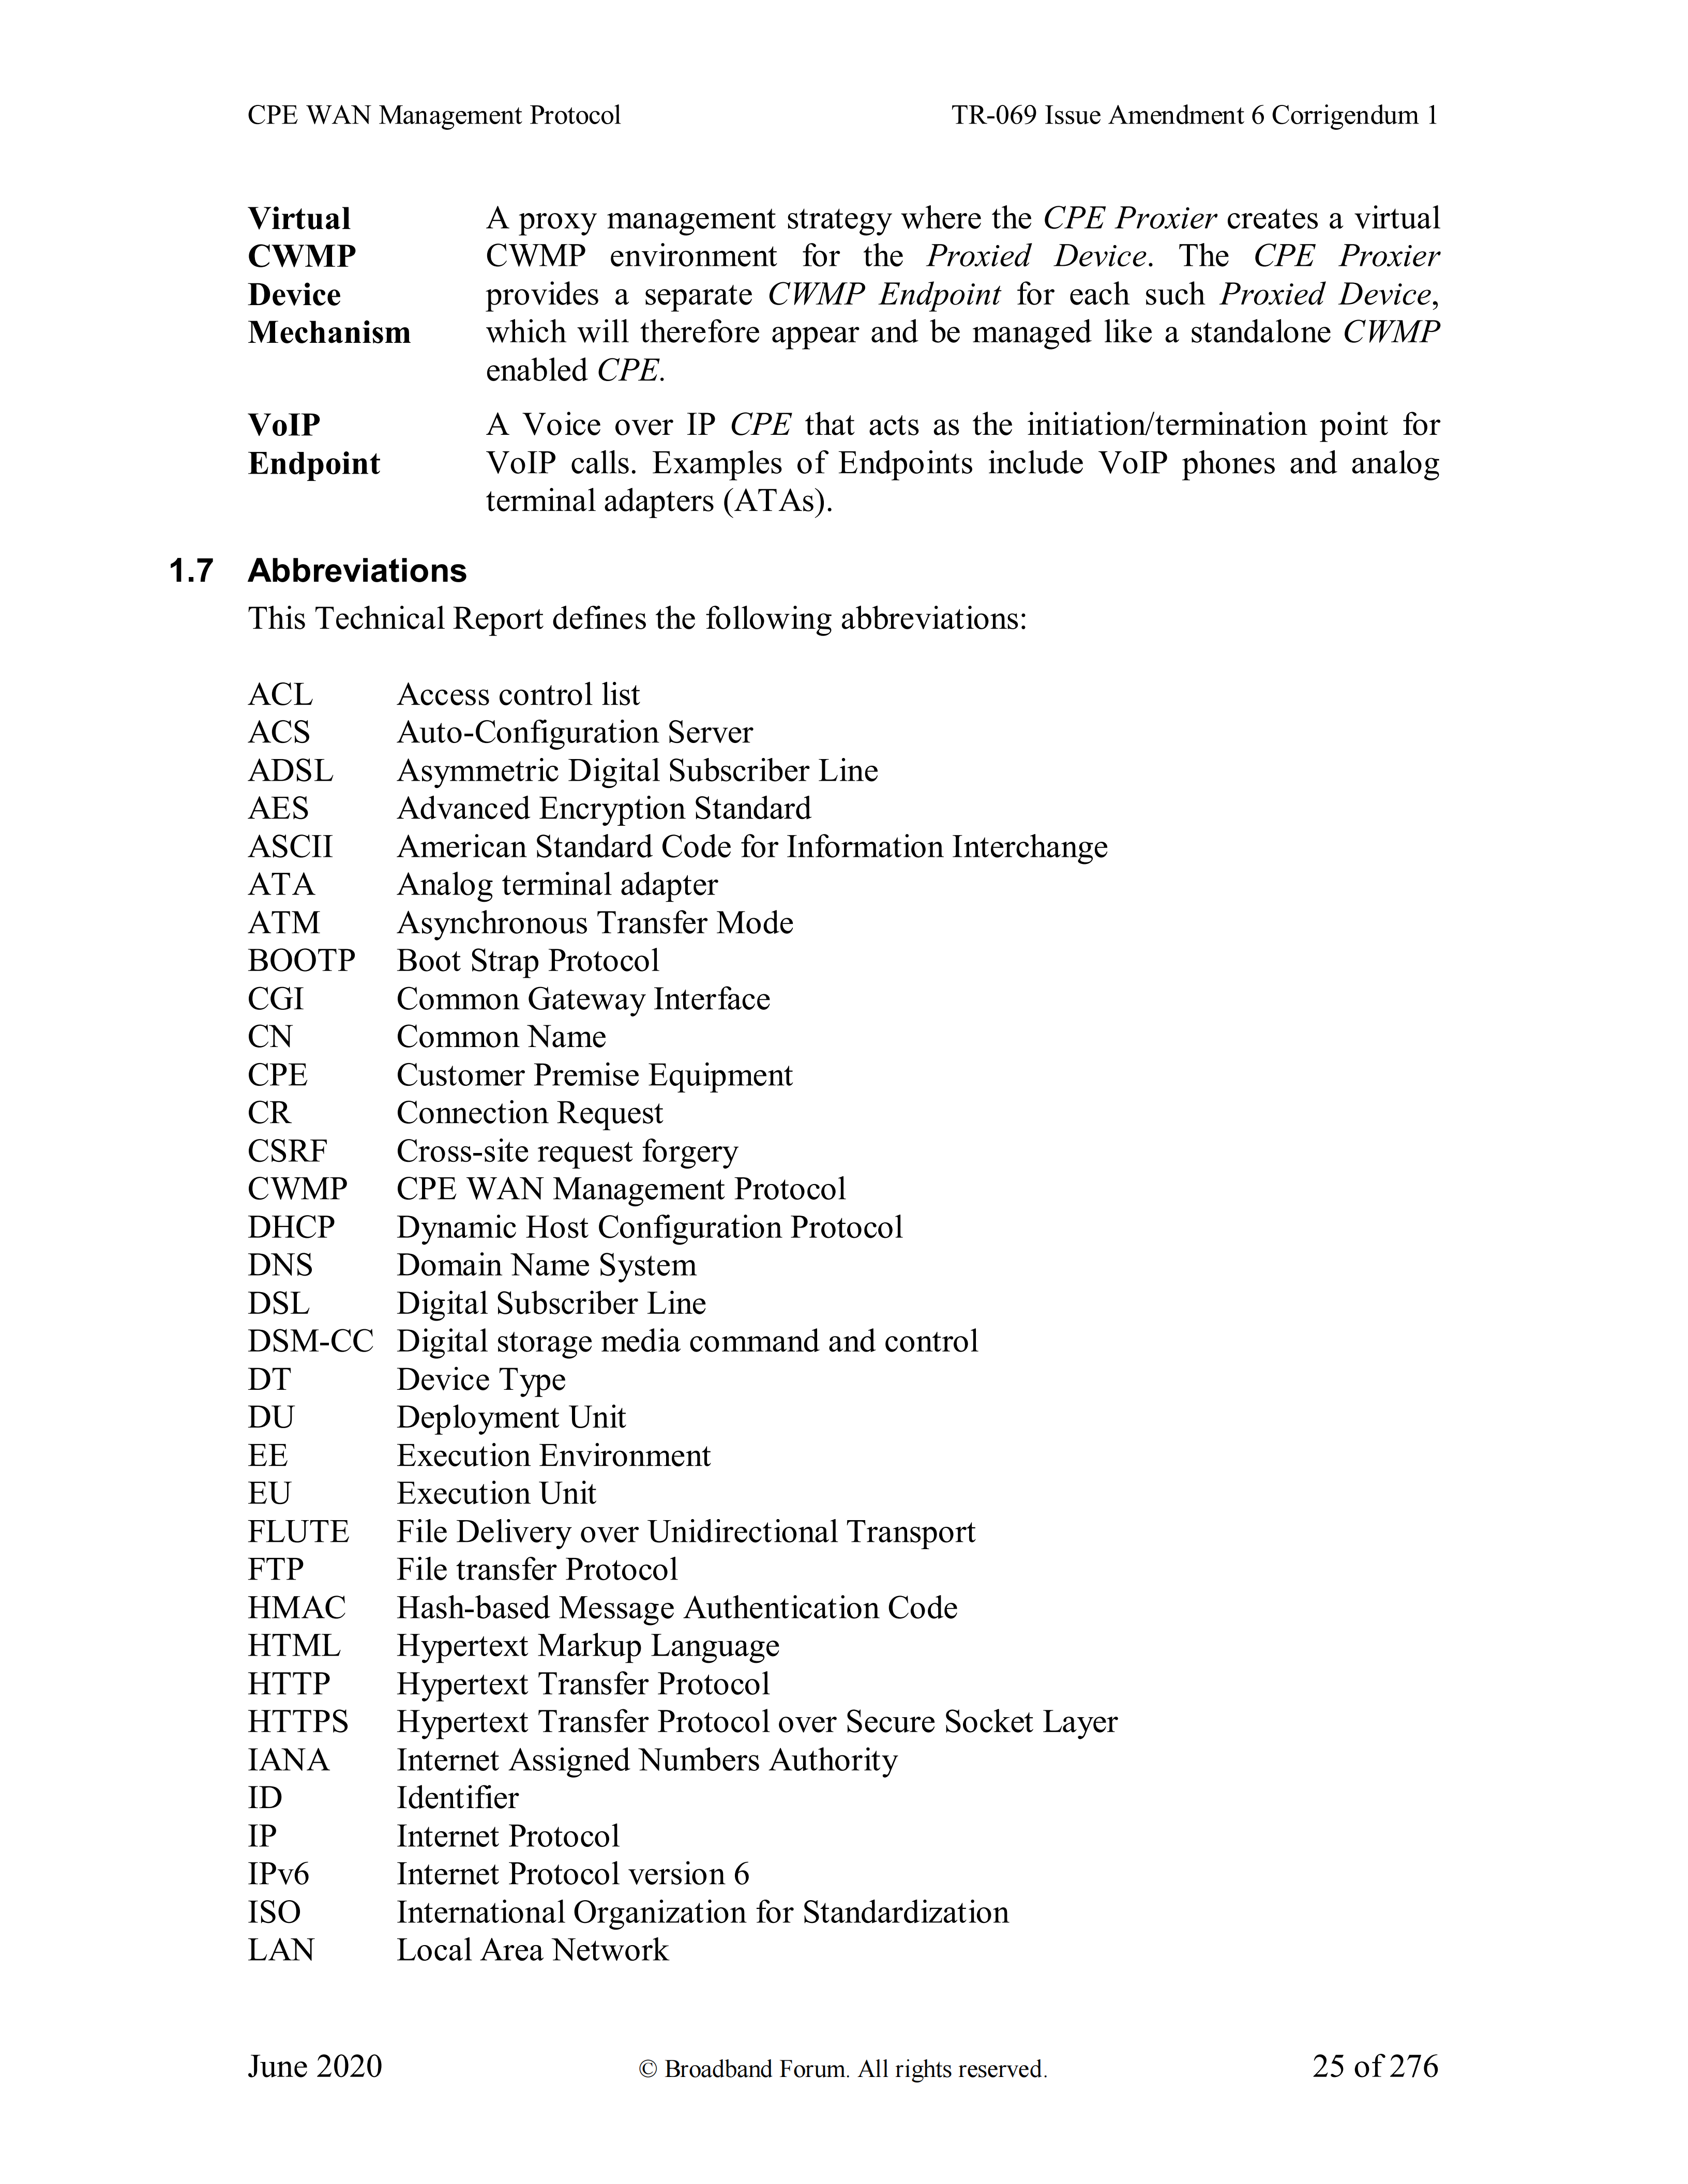 CPE WAN Management Protocol TR-069 Issue Amendment 6 Corrigendum 1
Virtual A proxy management strategy where the CPE Proxier creates a virtual
CWMP CWMP environment for the Proxied Device. The CPE Proxier
Device provides a separate CWMP Endpoint for each such Proxied Device,
Mechanism which will therefore appear and be managed like a standalone CWMP
enabled CPE.
VoIP A Voice over IP CPE that acts as the initiation/termination point for
Endpoint VoIP calls. Examples of Endpoints include VoIP phones and analog
terminal adapters (ATAs).
1.7 Abbreviations
This Technical Report defines the following abbreviations:
ACL Access control list
ACS Auto-Configuration Server
ADSL Asymmetric Digital Subscriber Line
AES Advanced Encryption Standard
ASCII American Standard Code for Information Interchange
ATA Analog terminal adapter
ATM Asynchronous Transfer Mode
BOOTP Boot Strap Protocol
CGI Common Gateway Interface
CN Common Name
CPE Customer Premise Equipment
CR Connection Request
CSRF Cross-site request forgery
CWMP CPE WAN Management Protocol
DHCP Dynamic Host Configuration Protocol
DNS Domain Name System
DSL Digital Subscriber Line
DSM-CC Digital storage media command and control
DT Device Type
DU Deployment Unit
EE Execution Environment
EU Execution Unit
FLUTE File Delivery over Unidirectional Transport
FTP File transfer Protocol
HMAC Hash-based Message Authentication Code
HTML Hypertext Markup Language
HTTP Hypertext Transfer Protocol
HTTPS Hypertext Transfer Protocol over Secure Socket Layer
IANA Internet Assigned Numbers Authority
ID Identifier
IP Internet Protocol
IPv6 Internet Protocol version 6
ISO International Organization for Standardization
LAN Local Area Network
June 2020 © Broadband Forum. All rights reserved. 25 of 276